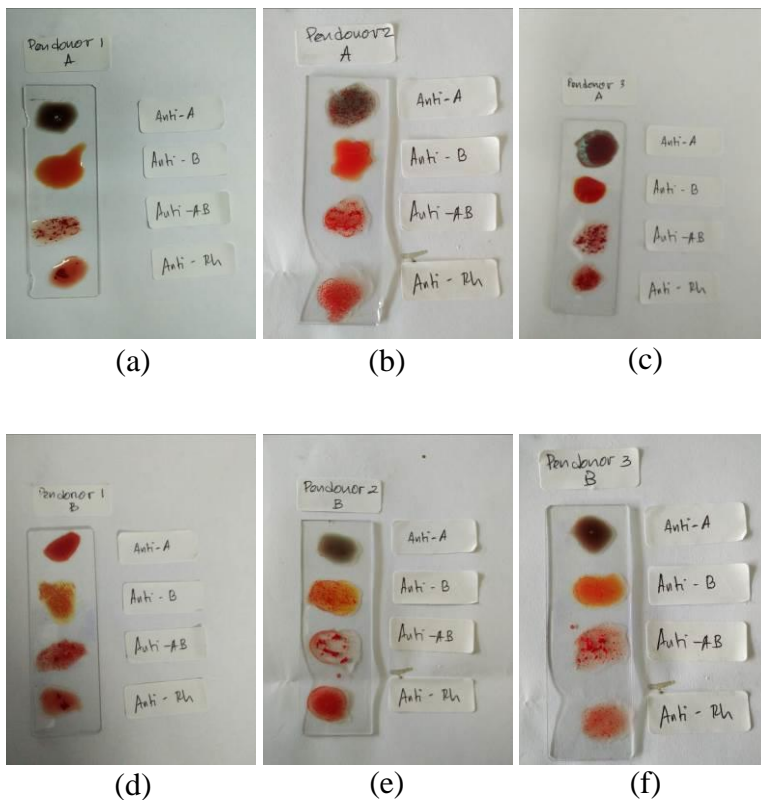 Pendonor 1
A
Anti-A
Anti-B
Anti-AB
Anti-Rh
(a)
Pendonor 2
A
Anti-A
Anti-B
Anti-AB
Anti-Rh
(b)
Pendonor 3
A
Anti-A
Anti-B
Anti-AB
Anti-Rh
(c)
Pendonor 1
B
Anti-A
Anti-B
Anti-AB
Anti-Rh
(d)
Pendonor 2
B
Anti-A
Anti-B
Anti-AB
Anti-Rh
(e)
Pendonor 3
B
Anti-A
Anti-B
Anti-AB
Anti-Rh
(f)